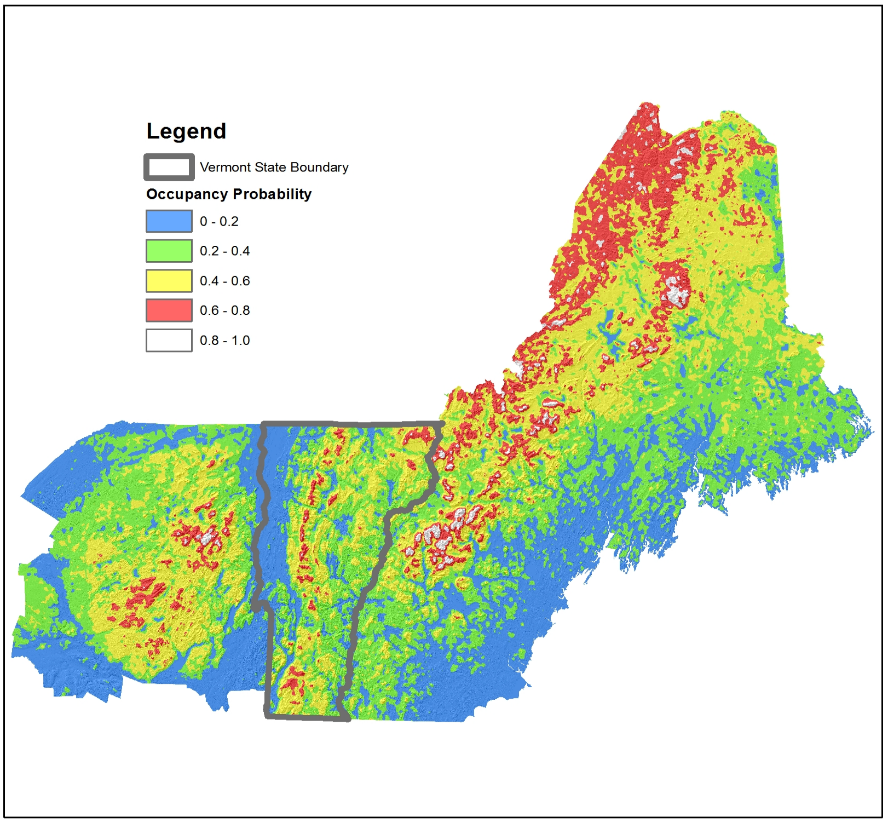 Legend
Vermont State Boundary
Occupancy Probability
0 - 0.2
0.2 - 0.4
0.4 - 0.6
0.6 - 0.8
0.8 - 1.0